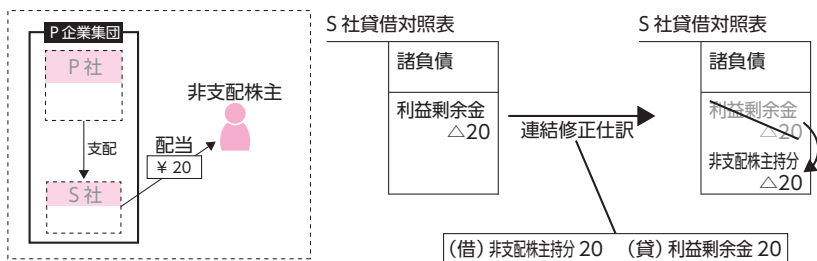 P企業集団
P社
支配
S社
配当
¥20
非支配株主
S社貸借対照表
諸負債
利益剰余金
△20
連結修正仕訳
S社貸借対照表
諸負債
利益剰余金
△20
非支配株主持分
△20
(借)非支配株主持分 20 (貸)利益剰余金 20